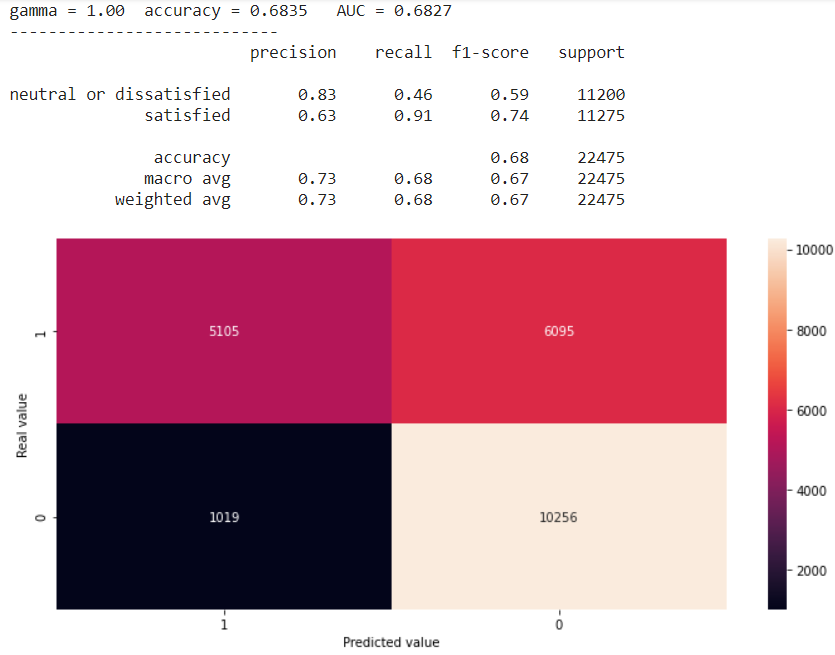 gamma = 1.00  accuracy = 0.6835   AUC = 0.6827
----------------------------
precision    recall  f1-score   support
neutral or dissatisfied       0.83      0.46      0.59     11200
satisfied       0.63      0.91      0.74     11275
accuracy                           0.68     22475
macro avg       0.73      0.68      0.67     22475
weighted avg       0.73      0.68      0.67     22475
10000
8000
6000
4000
2000
Real value
1
5105 6095
0
1019 10256
1 0
Predicted value